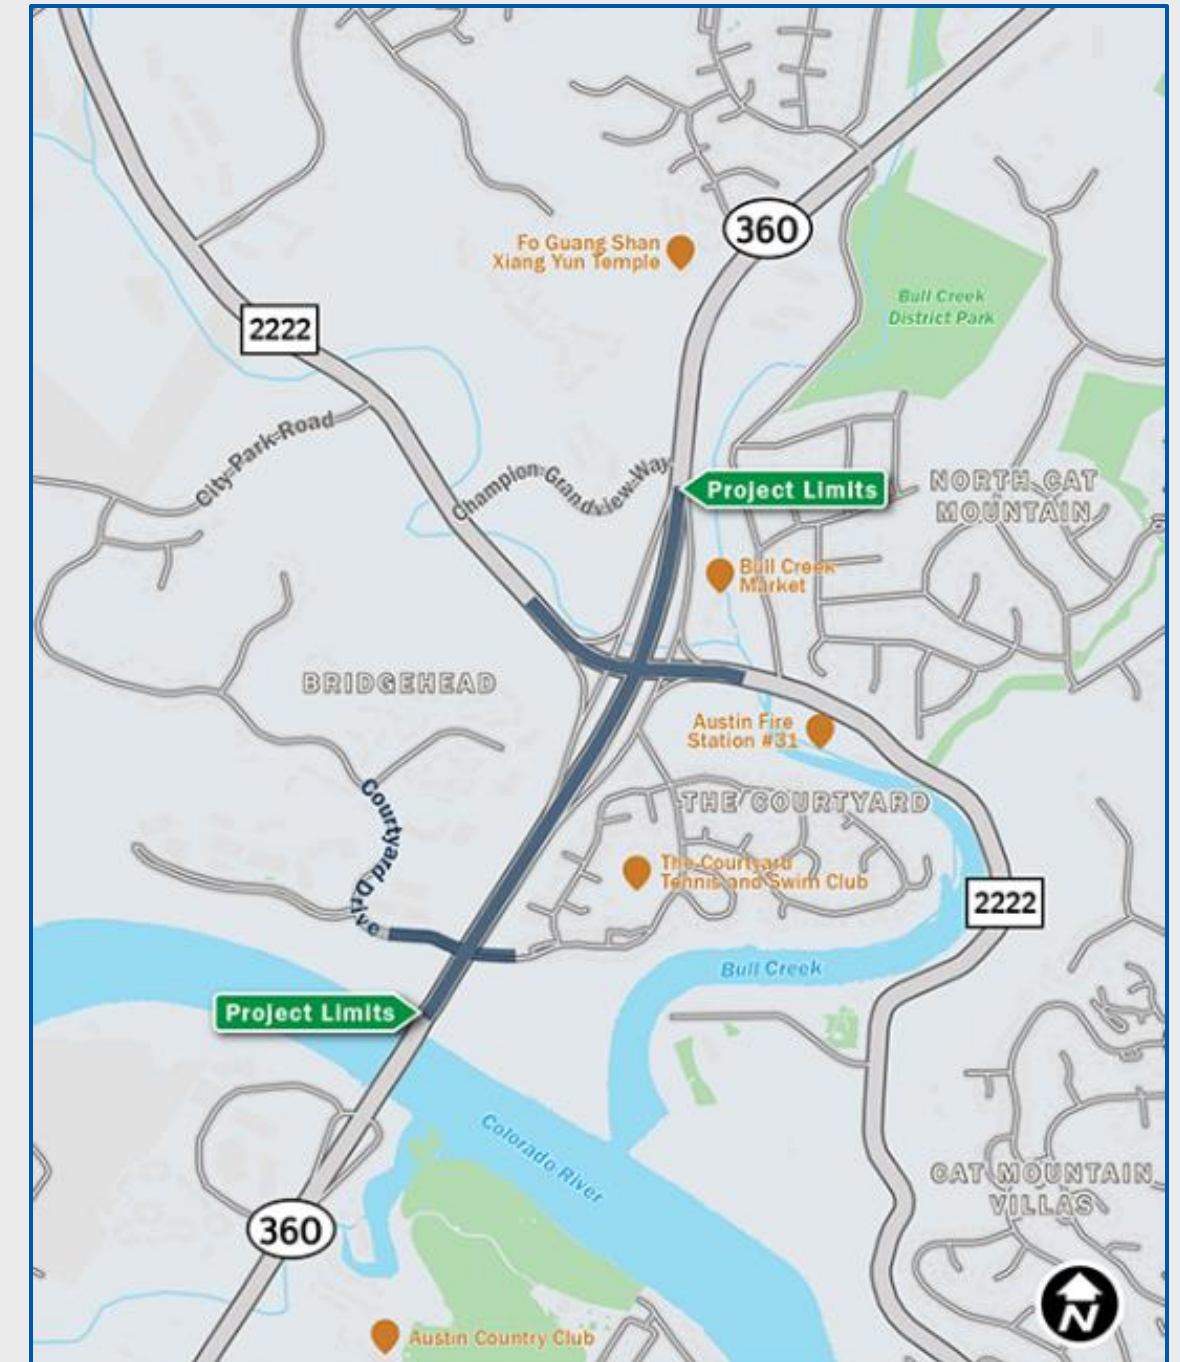 360
Fo Guang Shan
Xiang Yun Temple
Bull Creek
District Park
2222
City Park Road
Champion Grandview Way
Project Limits
NORTH CAT
MOUNTAIN
Bull Creek
Market
BRIDGEHEAD
Austin Fire
Station #31
THE COURTYARD
Courtyard Drive
The Courtyard
Tennis and Swim Club
2222
Bull Creek
Project Limits
Colorado River
CAT MOUNTAIN
VILLAS
360
N
Austin Country Club